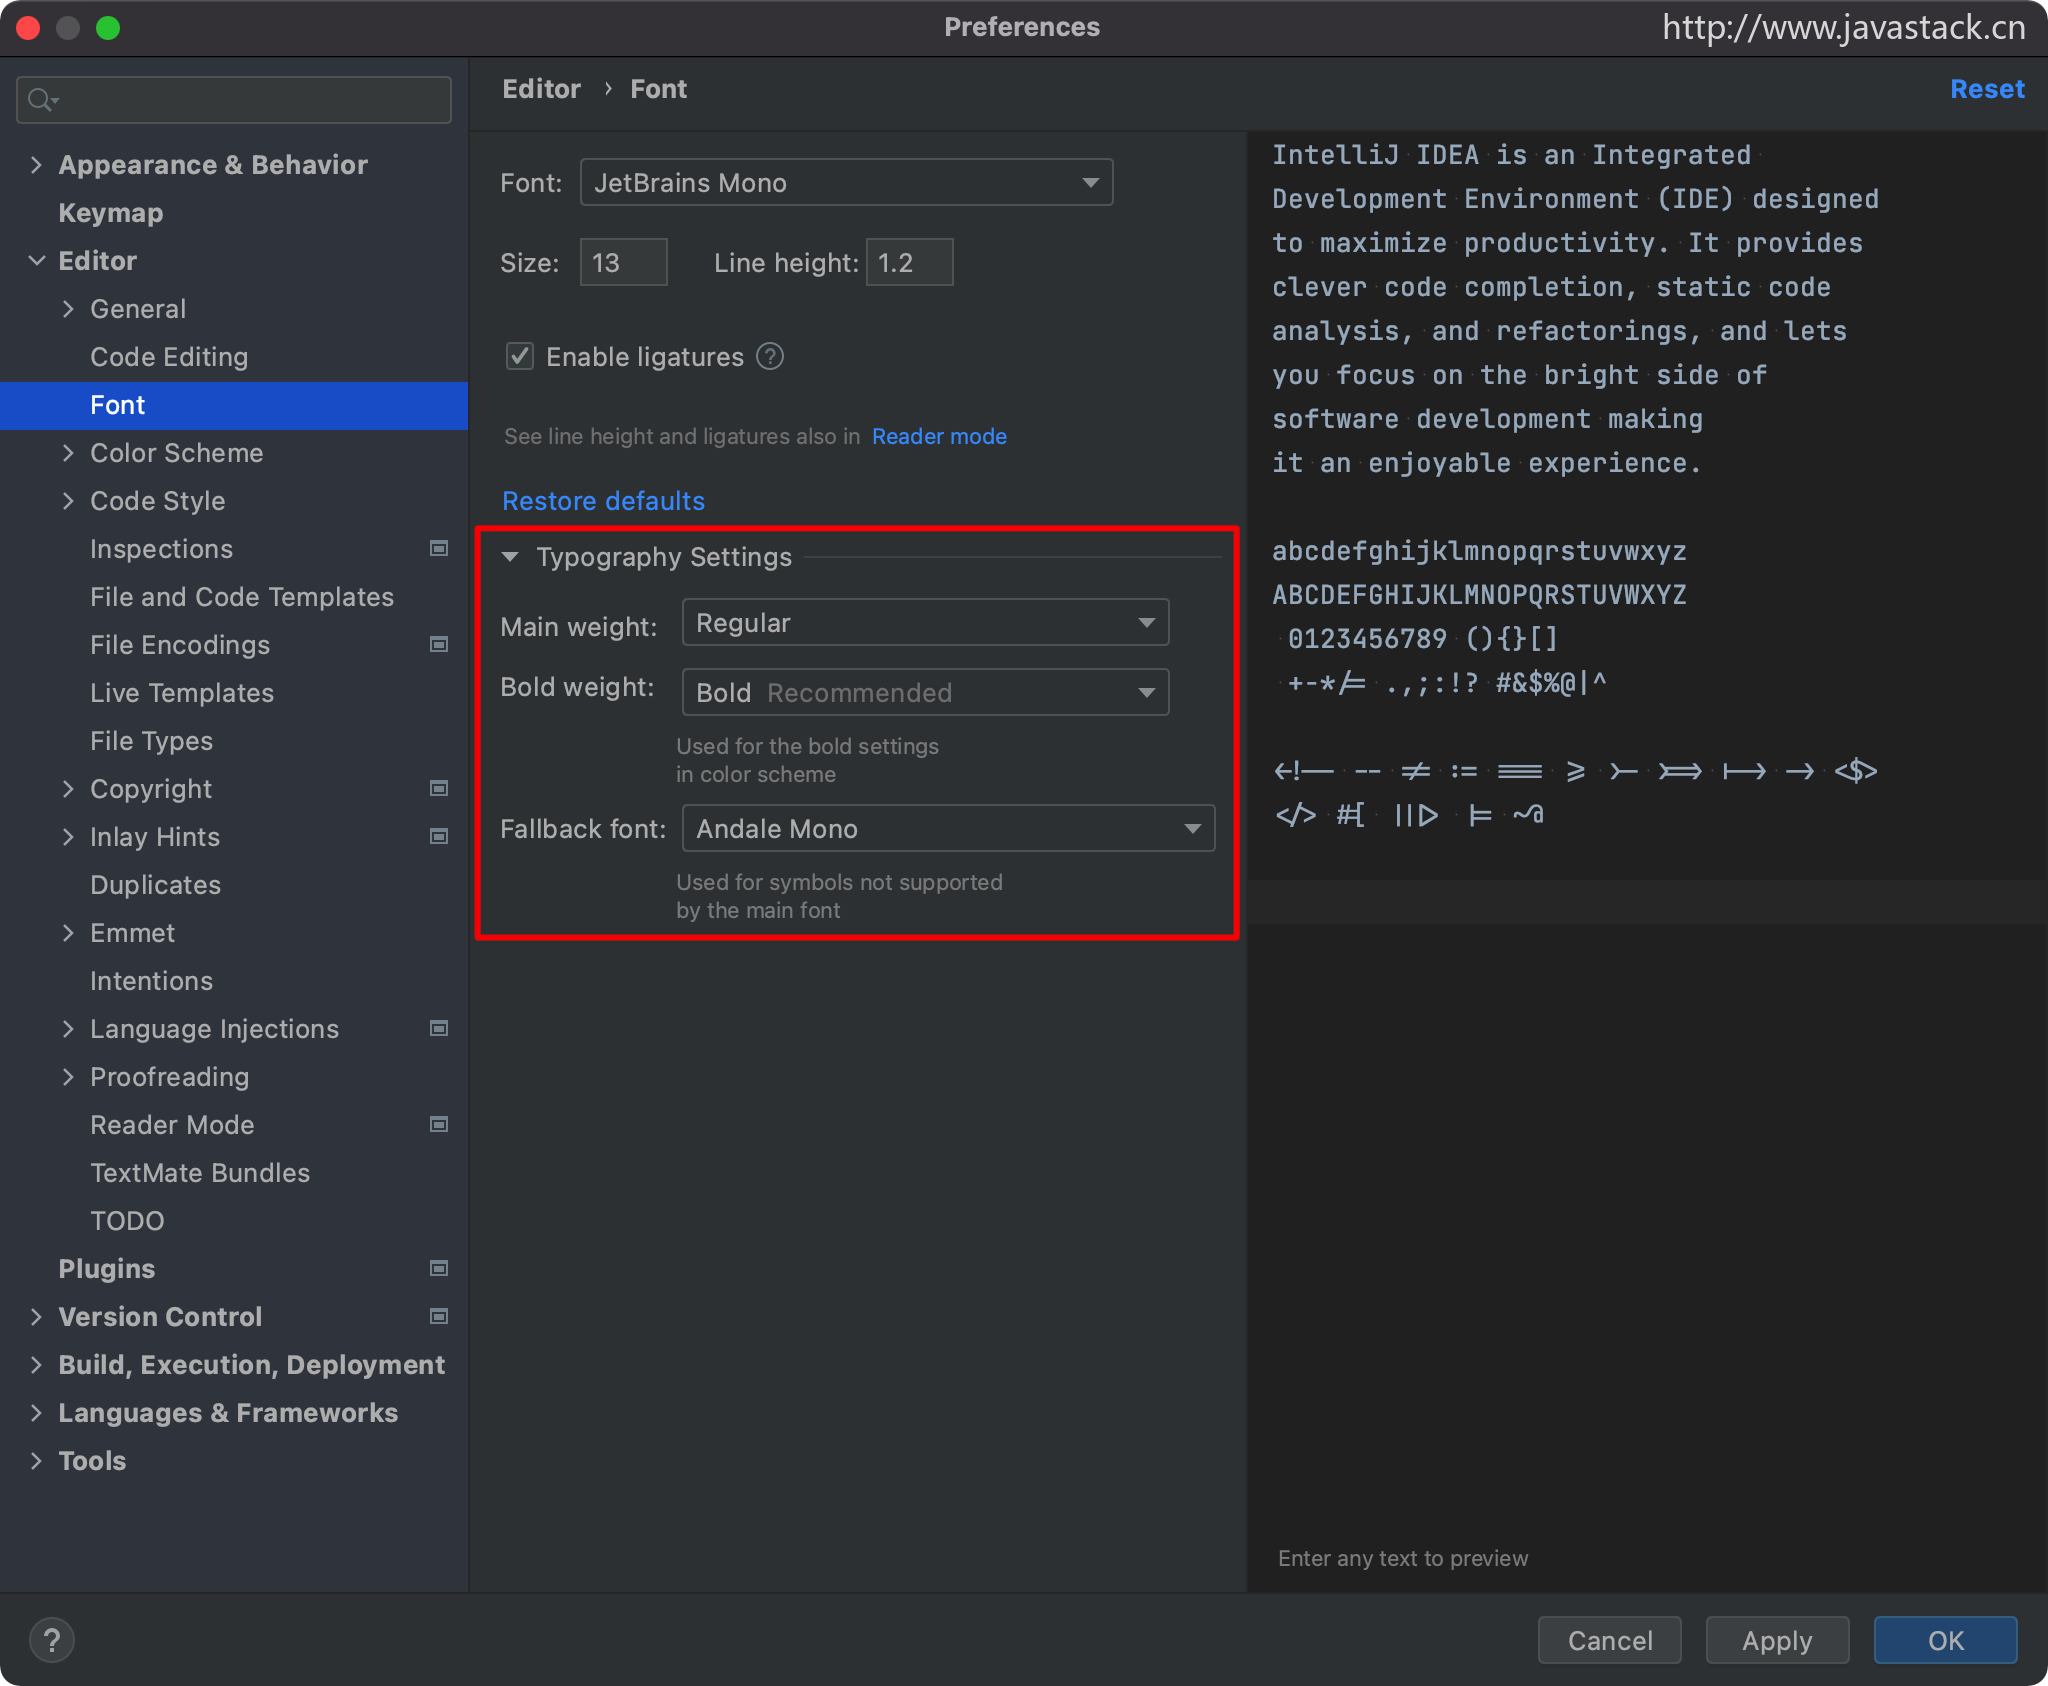 Preferences
http://www.javastack.cn
Appearance & Behavior
Keymap
Editor
General
Code Editing
Font
Color Scheme
Code Style
Inspections
File and Code Templates
File Encodings
Live Templates
File Types
Copyright
Inlay Hints
Duplicates
Emmet
Intentions
Language Injections
Proofreading
Reader Mode
TextMate Bundles
TODO
Plugins
Version Control
Build, Execution, Deployment
Languages & Frameworks
Tools
Editor › Font
Reset
Font: JetBrains Mono
Size: 13 Line height: 1.2
Enable ligatures ?
See line height and ligatures also in Reader mode
Restore defaults
Typography Settings
Main weight: Regular
Bold weight: Bold Recommended
Used for the bold settings
in color scheme
Fallback font: Andale Mono
Used for symbols not supported
by the main font
IntelliJ IDEA is an Integrated
Development Environment (IDE) designed
to maximize productivity. It provides
clever code completion, static code
analysis, and refactorings, and lets
you focus on the bright side of
software development making
it an enjoyable experience.
abcdefghijklmnopqrstuvwxyz
ABCDEFGHIJKLMNOPQRSTUVWXYZ
0123456789 (){}[]
+-*/= .,;:!? #&$%@|^
<!-- -- != := === >= >- >=> |-> -> <$>
</> #[ ||> |= ~@
Enter any text to preview
?
Cancel
Apply
OK